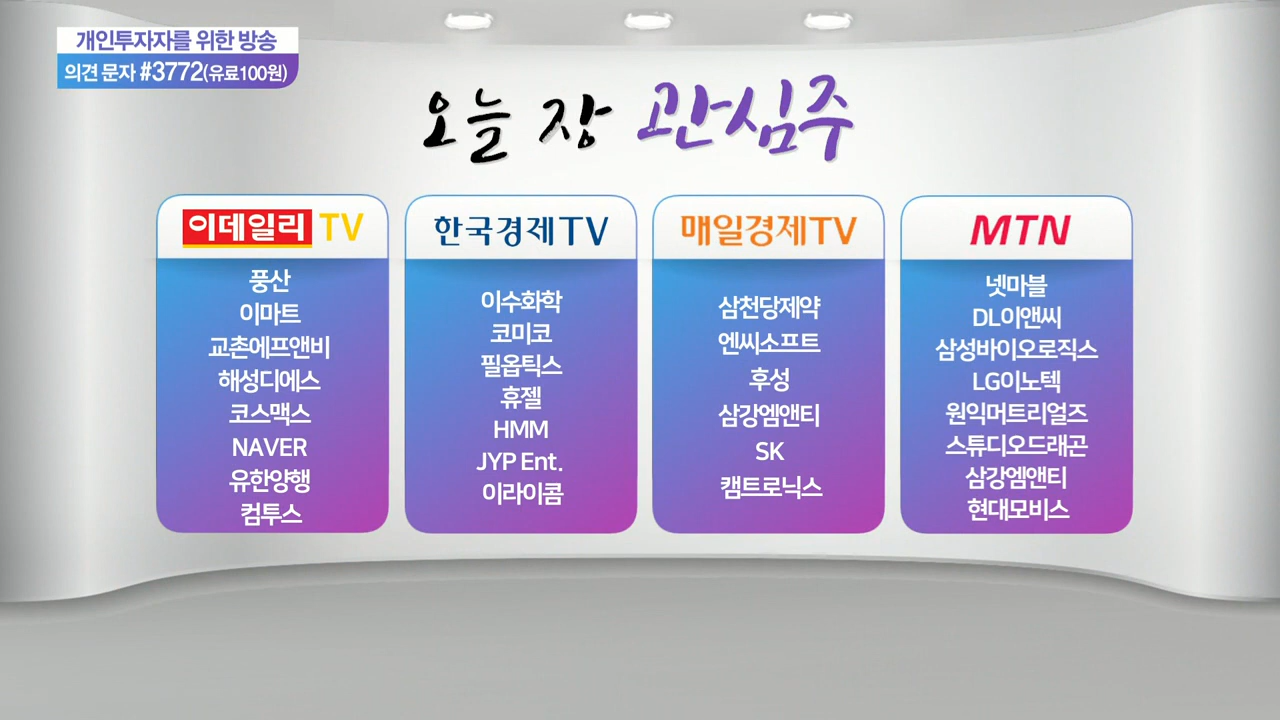 개인투자자를 위한 방송
의견 문자 #3772(유료100원)
오늘 장 관심주
이데일리 TV
풍산
이마트
교촌에프앤비
해성디에스
코스맥스
NAVER
유한양행
컴투스
한국경제TV
이수화학
코미코
필옵틱스
휴젤
HMM
JYP Ent.
이라이콤
매일경제TV
삼천당제약
엔씨소프트
후성
삼강엠앤티
SK
캠트로닉스
MTN
넷마블
DL이앤씨
삼성바이오로직스
LG이노텍
원익머트리얼즈
스튜디오드래곤
삼강엠앤티
현대모비스